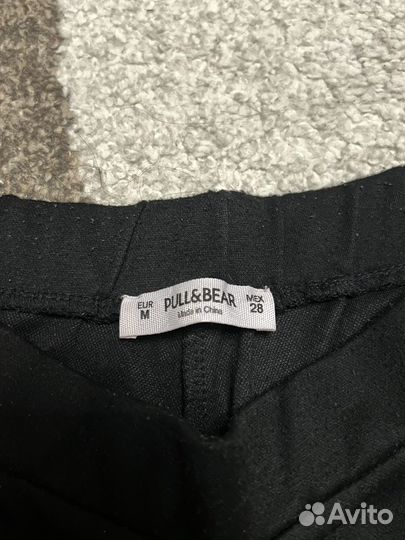 EUR
M
PULL&BEAR
Made in China
MEX
28
Avito